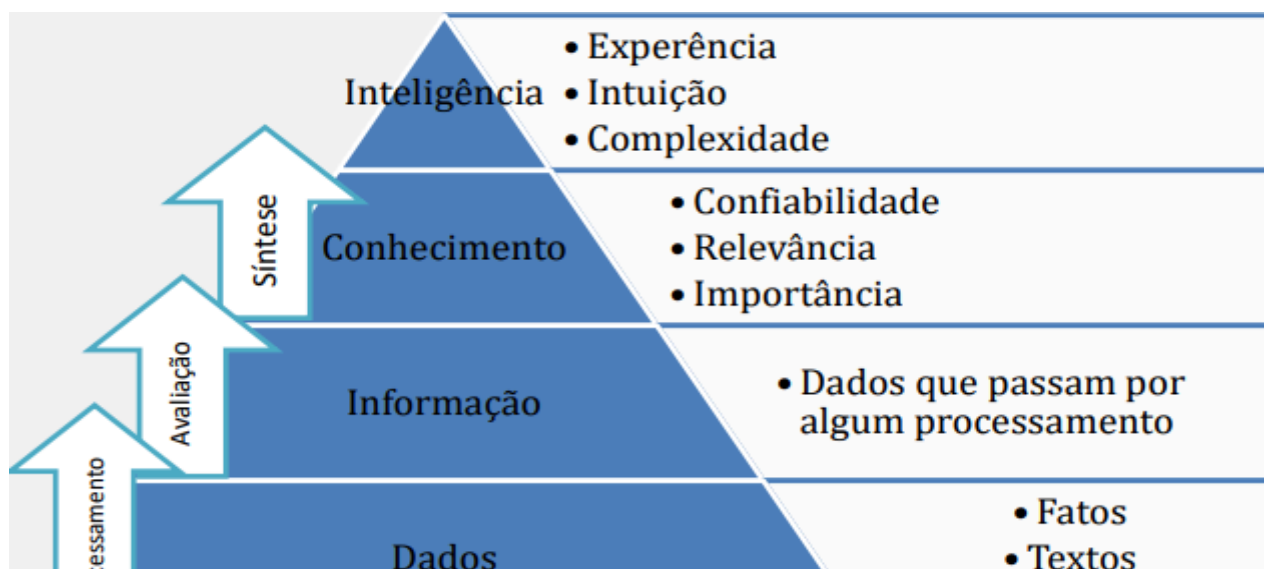 Inteligência
• Experência
• Intuição
• Complexidade
Síntese
Conhecimento
• Confiabilidade
• Relevância
• Importância
Avaliação
Informação
• Dados que passam por
algum processamento
essamento
Dados
• Fatos
• Textos